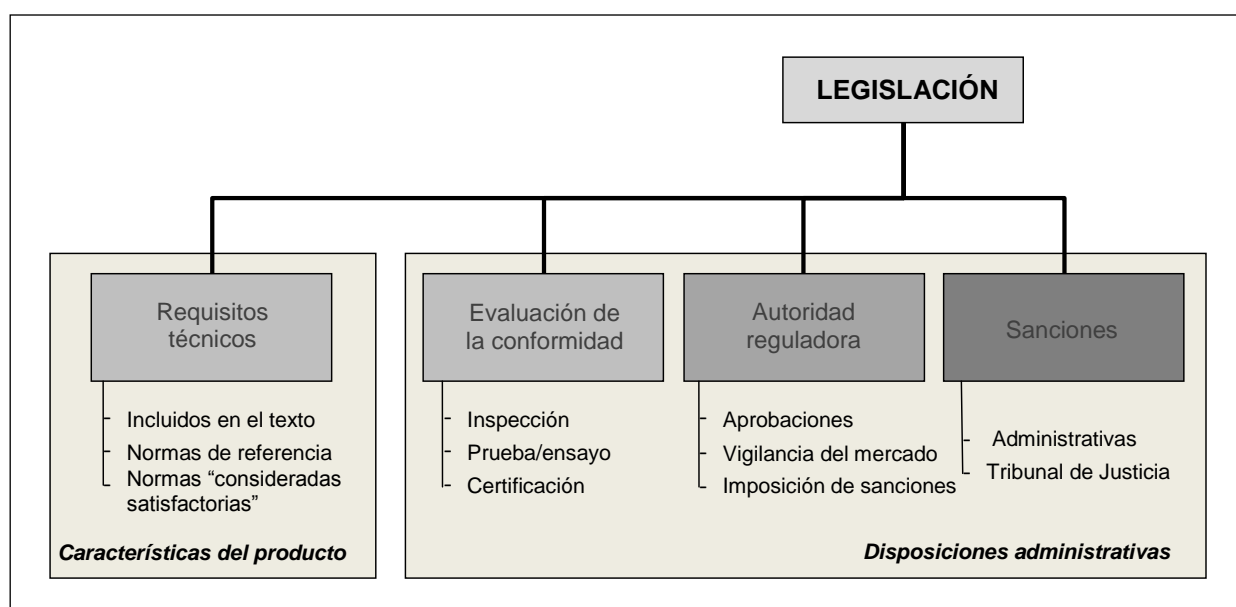 LEGISLACIÓN
Requisitos
técnicos
- Incluidos en el texto
- Normas de referencia
- Normas “consideradas
satisfactorias”
Características del producto
Evaluación de
la conformidad
- Inspección
- Prueba/ensayo
- Certificación
Autoridad
reguladora
- Aprobaciones
- Vigilancia del mercado
- Imposición de sanciones
Sanciones
- Administrativas
- Tribunal de Justicia
Disposiciones administrativas